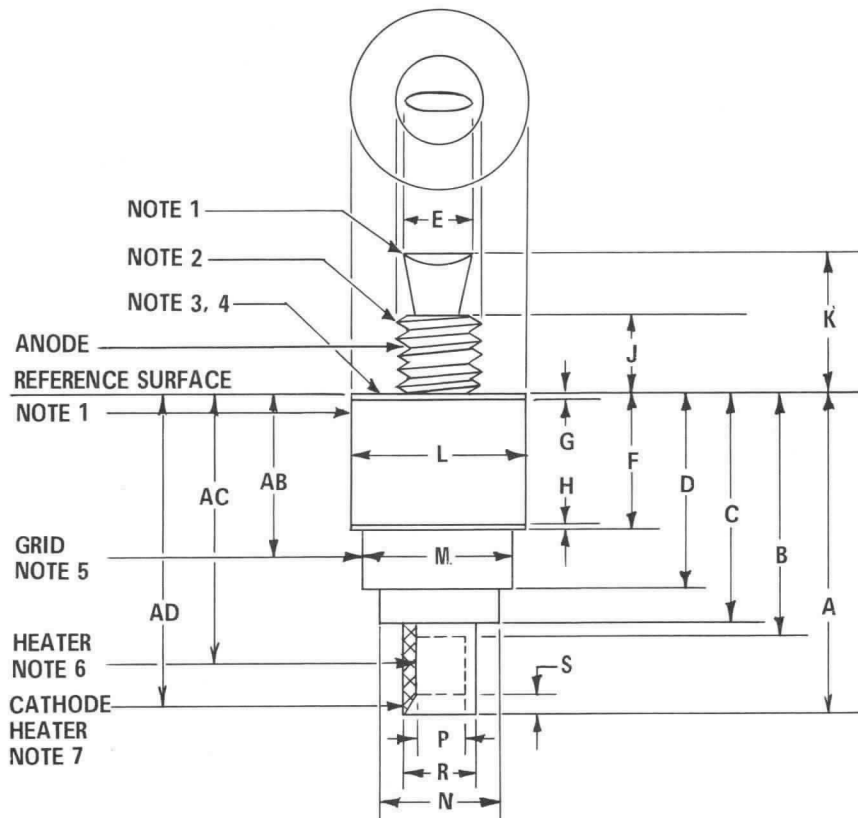 E
NOTE 1
NOTE 2
NOTE 3, 4
K
ANODE
J
REFERENCE SURFACE
NOTE 1
G
L
F
AB
D
AC
H
C
B
GRID
NOTE 5
M
A
AD
HEATER
NOTE 6
S
CATHODE
HEATER
NOTE 7
P
R
N